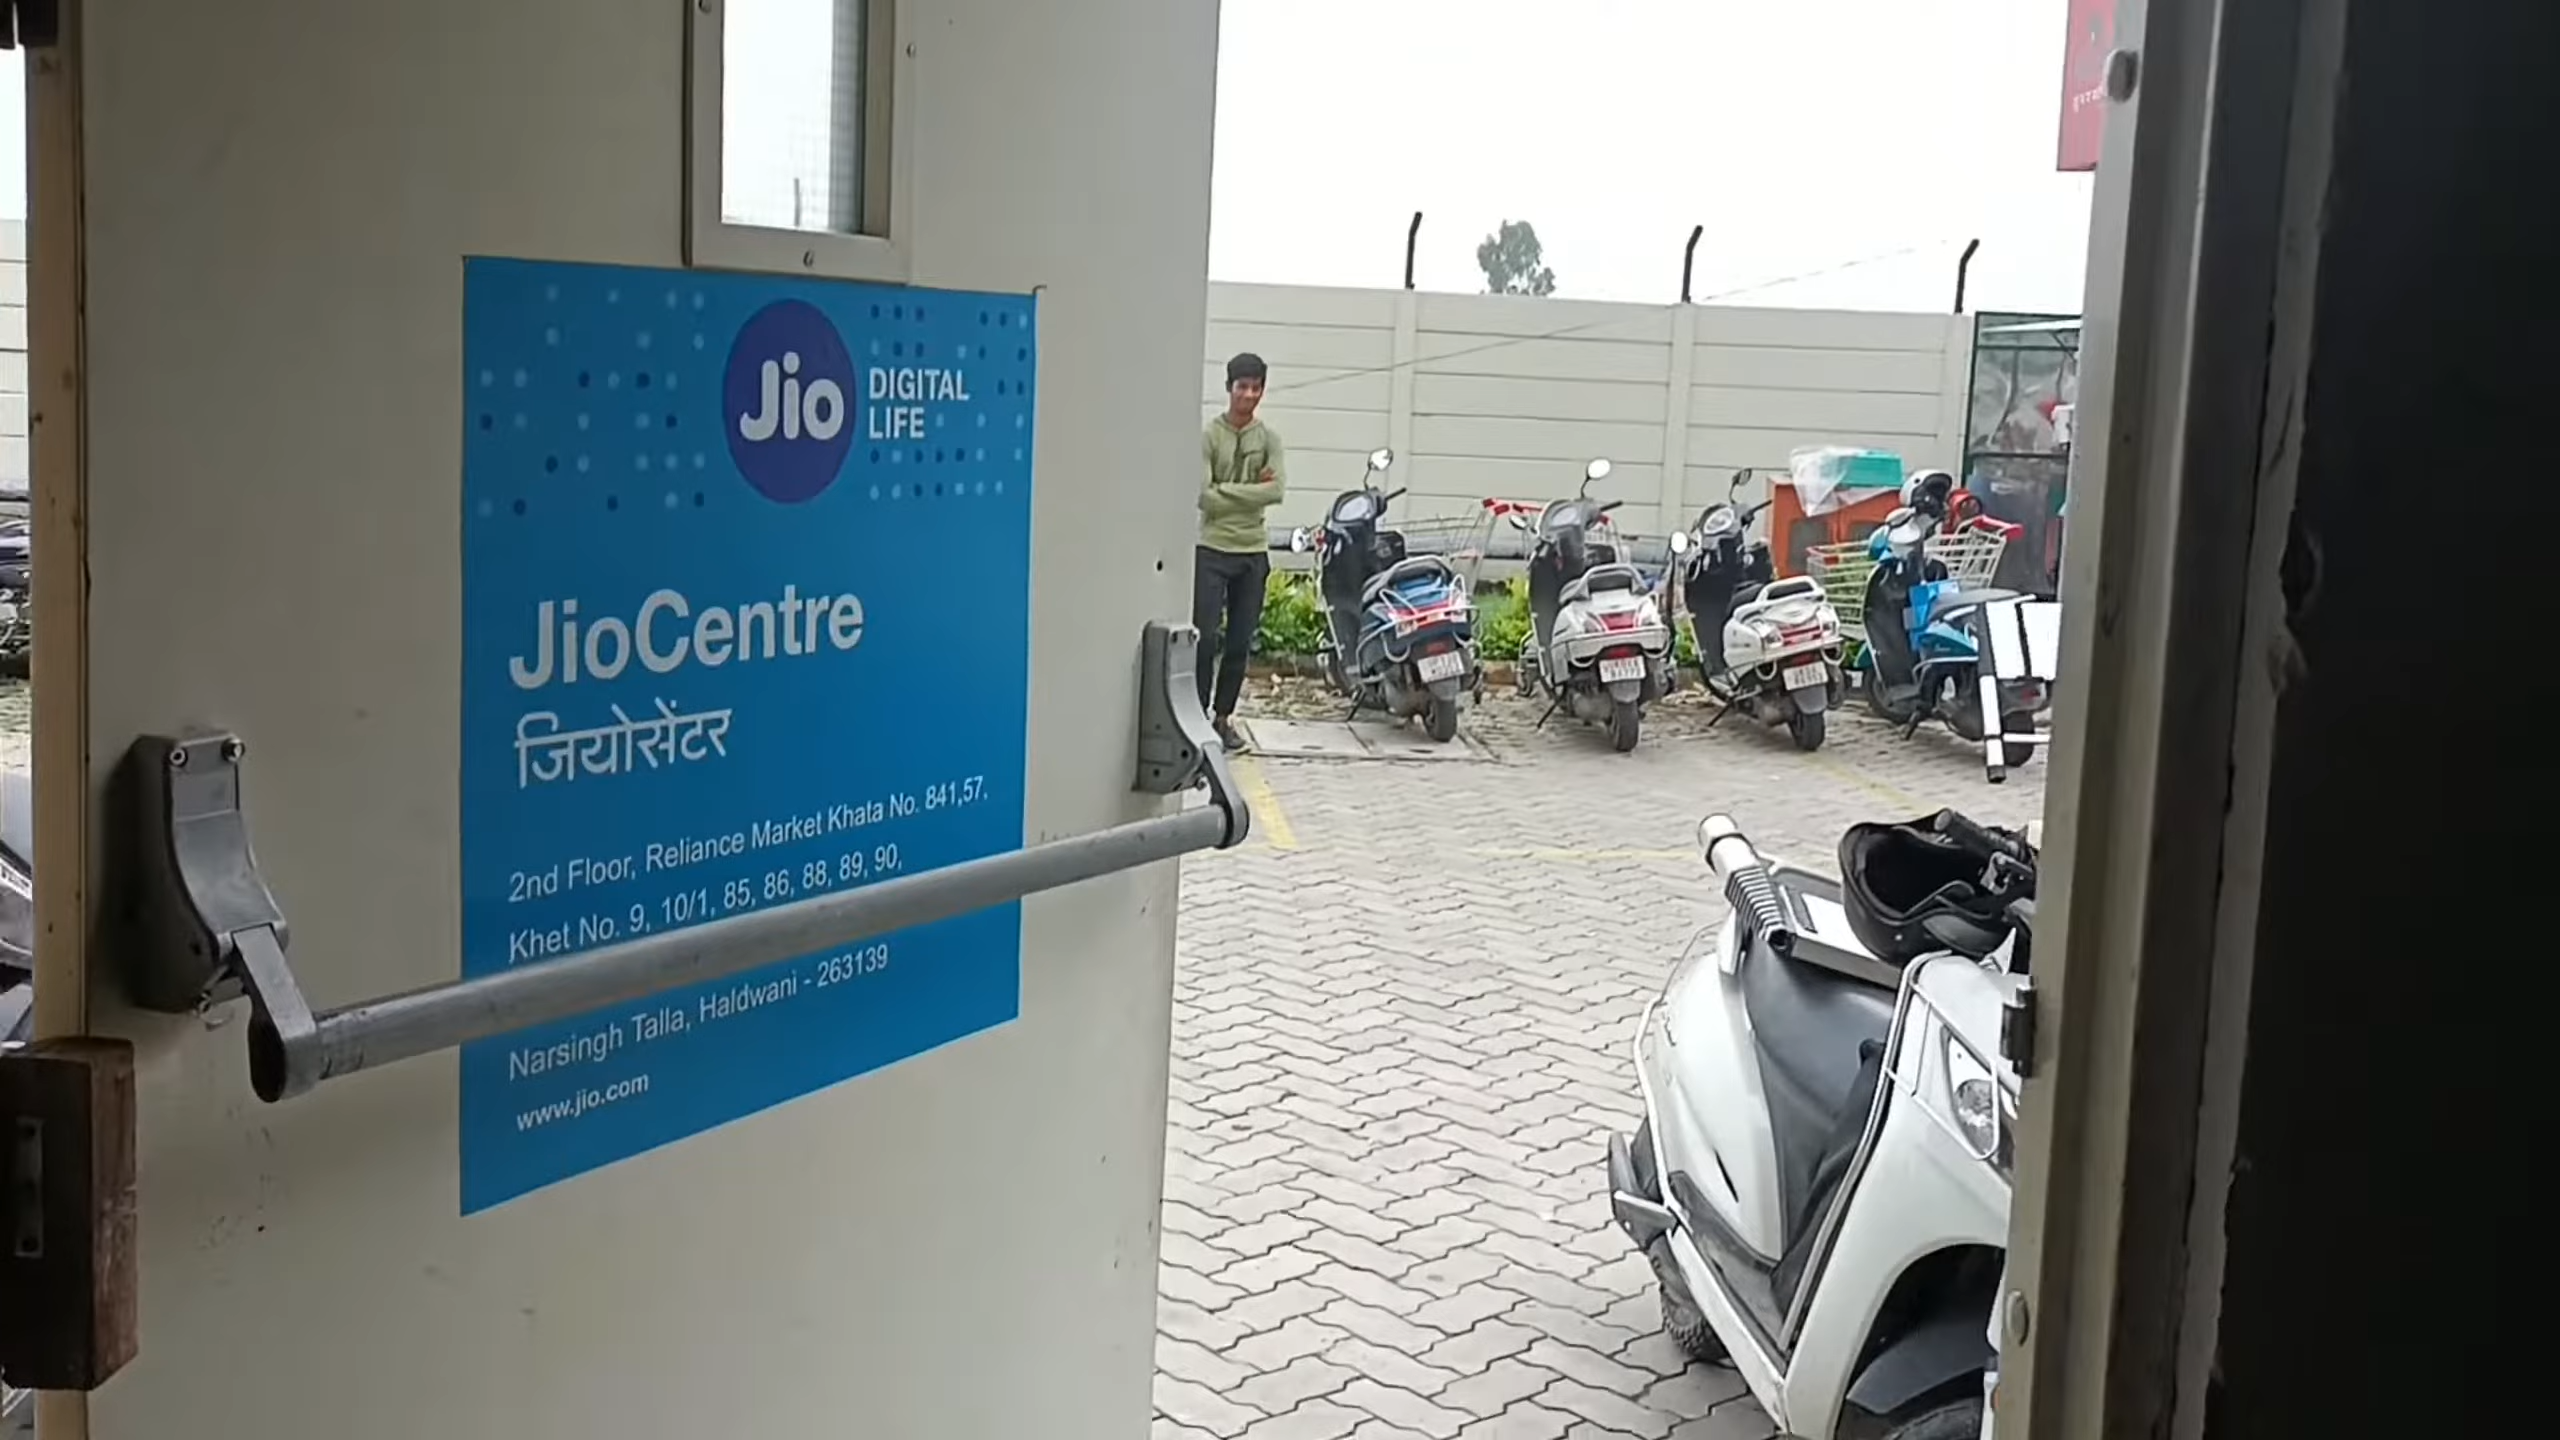 Jio
DIGITAL
LIFE
JioCentre
जियोसेंटर
2nd Floor, Reliance Market Khata No. 841,57,
Khet No. 9, 10/1, 85, 86, 88, 89, 90,
Narsingh Talla, Haldwani - 263139
www.jio.com